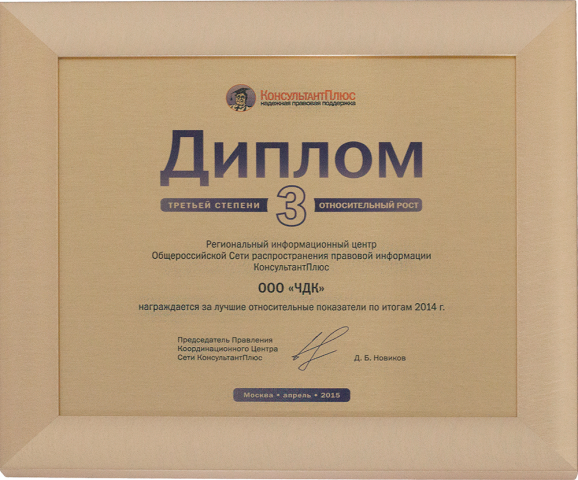 КонсультантПлюс
надежная правовая поддержка
Диплом
ТРЕТЬЕЙ СТЕПЕНИ 3 ОТНОСИТЕЛЬНЫЙ РОСТ
Региональный информационный центр
Общероссийской Сети распространения правовой информации
КонсультантПлюс
ООО «ЧДК»
награждается за лучшие относительные показатели по итогам 2014 г.
Председатель Правления
Координационного Центра
Сети КонсультантПлюс
Д. Б. Новиков
Москва • апрель • 2015